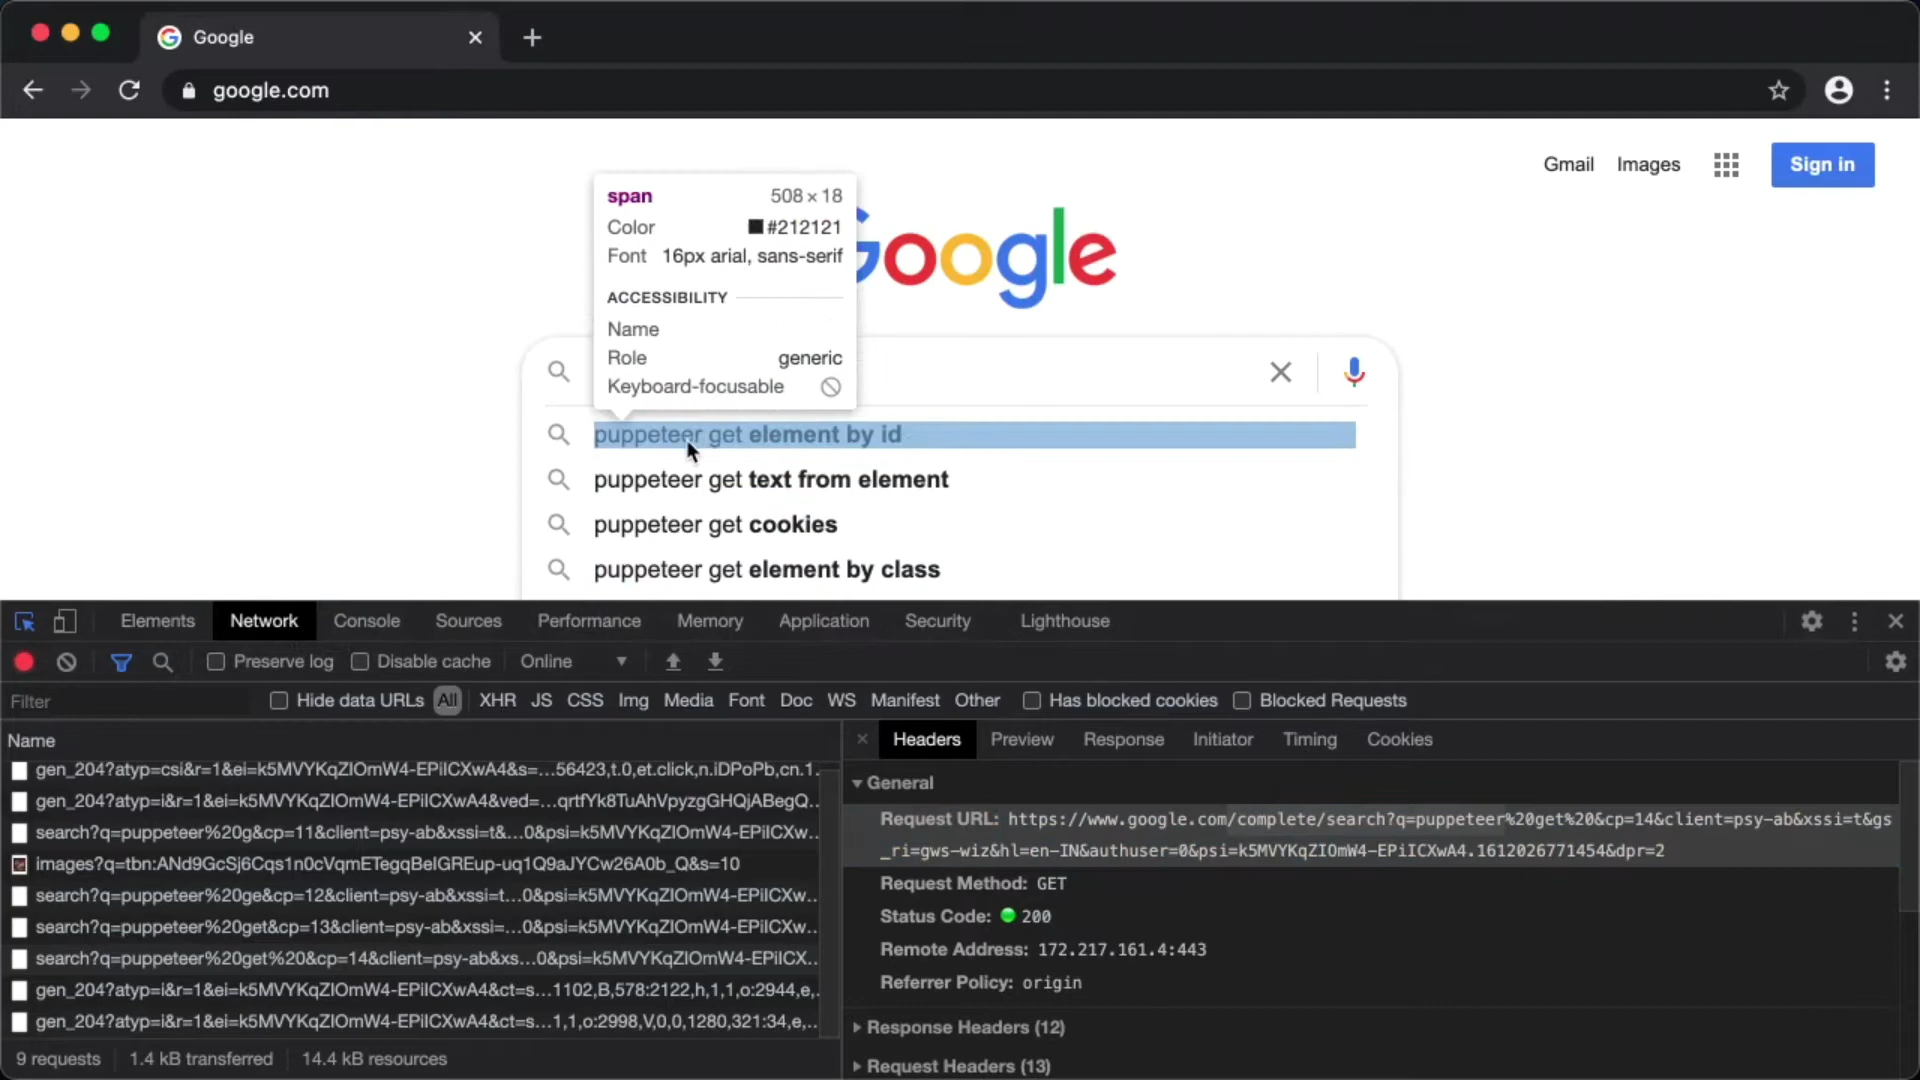 Google
google.com
Gmail Images Sign in
span 508 × 18
Color #212121
Font 16px arial, sans-serif
ACCESSIBILITY
Name
Role generic
Keyboard-focusable
Google
puppeteer get element by id
puppeteer get text from element
puppeteer get cookies
puppeteer get element by class
Elements Network Console Sources Performance Memory Application Security Lighthouse
Preserve log Disable cache Online
Filter Hide data URLs All XHR JS CSS Img Media Font Doc WS Manifest Other Has blocked cookies Blocked Requests
Name
gen_204?atyp=csi&r=1&ei=k5MVYKqZIOmW4-EPiICXwA4&s=...56423,t.0,et.click,n.iDPoPb,cn.1...
gen_204?atyp=i&r=1&ei=k5MVYKqZIOmW4-EPiICXwA4&ved=...qrtfYk8TuAhVpyzgGHQjABegQ...
search?q=puppeteer%20g&cp=11&client=psy-ab&xssi=t&...0&psi=k5MVYKqZIOmW4-EPiICXw...
images?q=tbn:ANd9GcSj6Cqs1n0cVqmETegqBeIGREup-uq1Q9aJYCw26A0b_Q&s=10
search?q=puppeteer%20ge&cp=12&client=psy-ab&xssi=t...0&psi=k5MVYKqZIOmW4-EPiICXw...
search?q=puppeteer%20get&cp=13&client=psy-ab&xssi=...0&psi=k5MVYKqZIOmW4-EPiICXw...
search?q=puppeteer%20get%20&cp=14&client=psy-ab&xs...0&psi=k5MVYKqZIOmW4-EPiICX...
gen_204?atyp=i&r=1&ei=k5MVYKqZIOmW4-EPiICXwA4&ct=s...1102,B,578:2122,h,1,1,o:2944,e,...
gen_204?atyp=i&r=1&ei=k5MVYKqZIOmW4-EPiICXwA4&ct=s...1,1,o:2998,V,0,0,1280,321:34,e,...
9 requests 1.4 kB transferred 14.4 kB resources
Headers Preview Response Initiator Timing Cookies
General
Request URL: https://www.google.com/complete/search?q=puppeteer%20get%20&cp=14&client=psy-ab&xssi=t&gs
_ri=gws-wiz&hl=en-IN&authuser=0&psi=k5MVYKqZIOmW4-EPiICXwA4.1612026771454&dpr=2
Request Method: GET
Status Code: 200
Remote Address: 172.217.161.4:443
Referrer Policy: origin
Response Headers (12)
Request Headers (13)